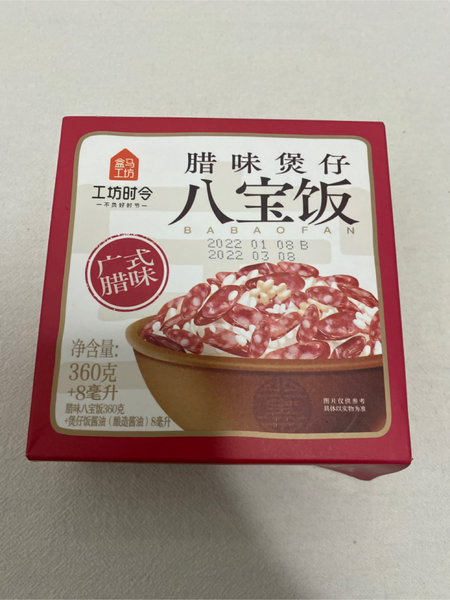 盒马
工坊
工坊时令
不负好时节
腊味煲仔
八宝饭
BABAOFAN
2022 01 08 B
2022 03 08
广式
腊味
净含量:
360克
+8毫升
腊味八宝饭360克
+煲仔饭酱油（酿造酱油）8毫升
图片仅供参考
具体以实物为准